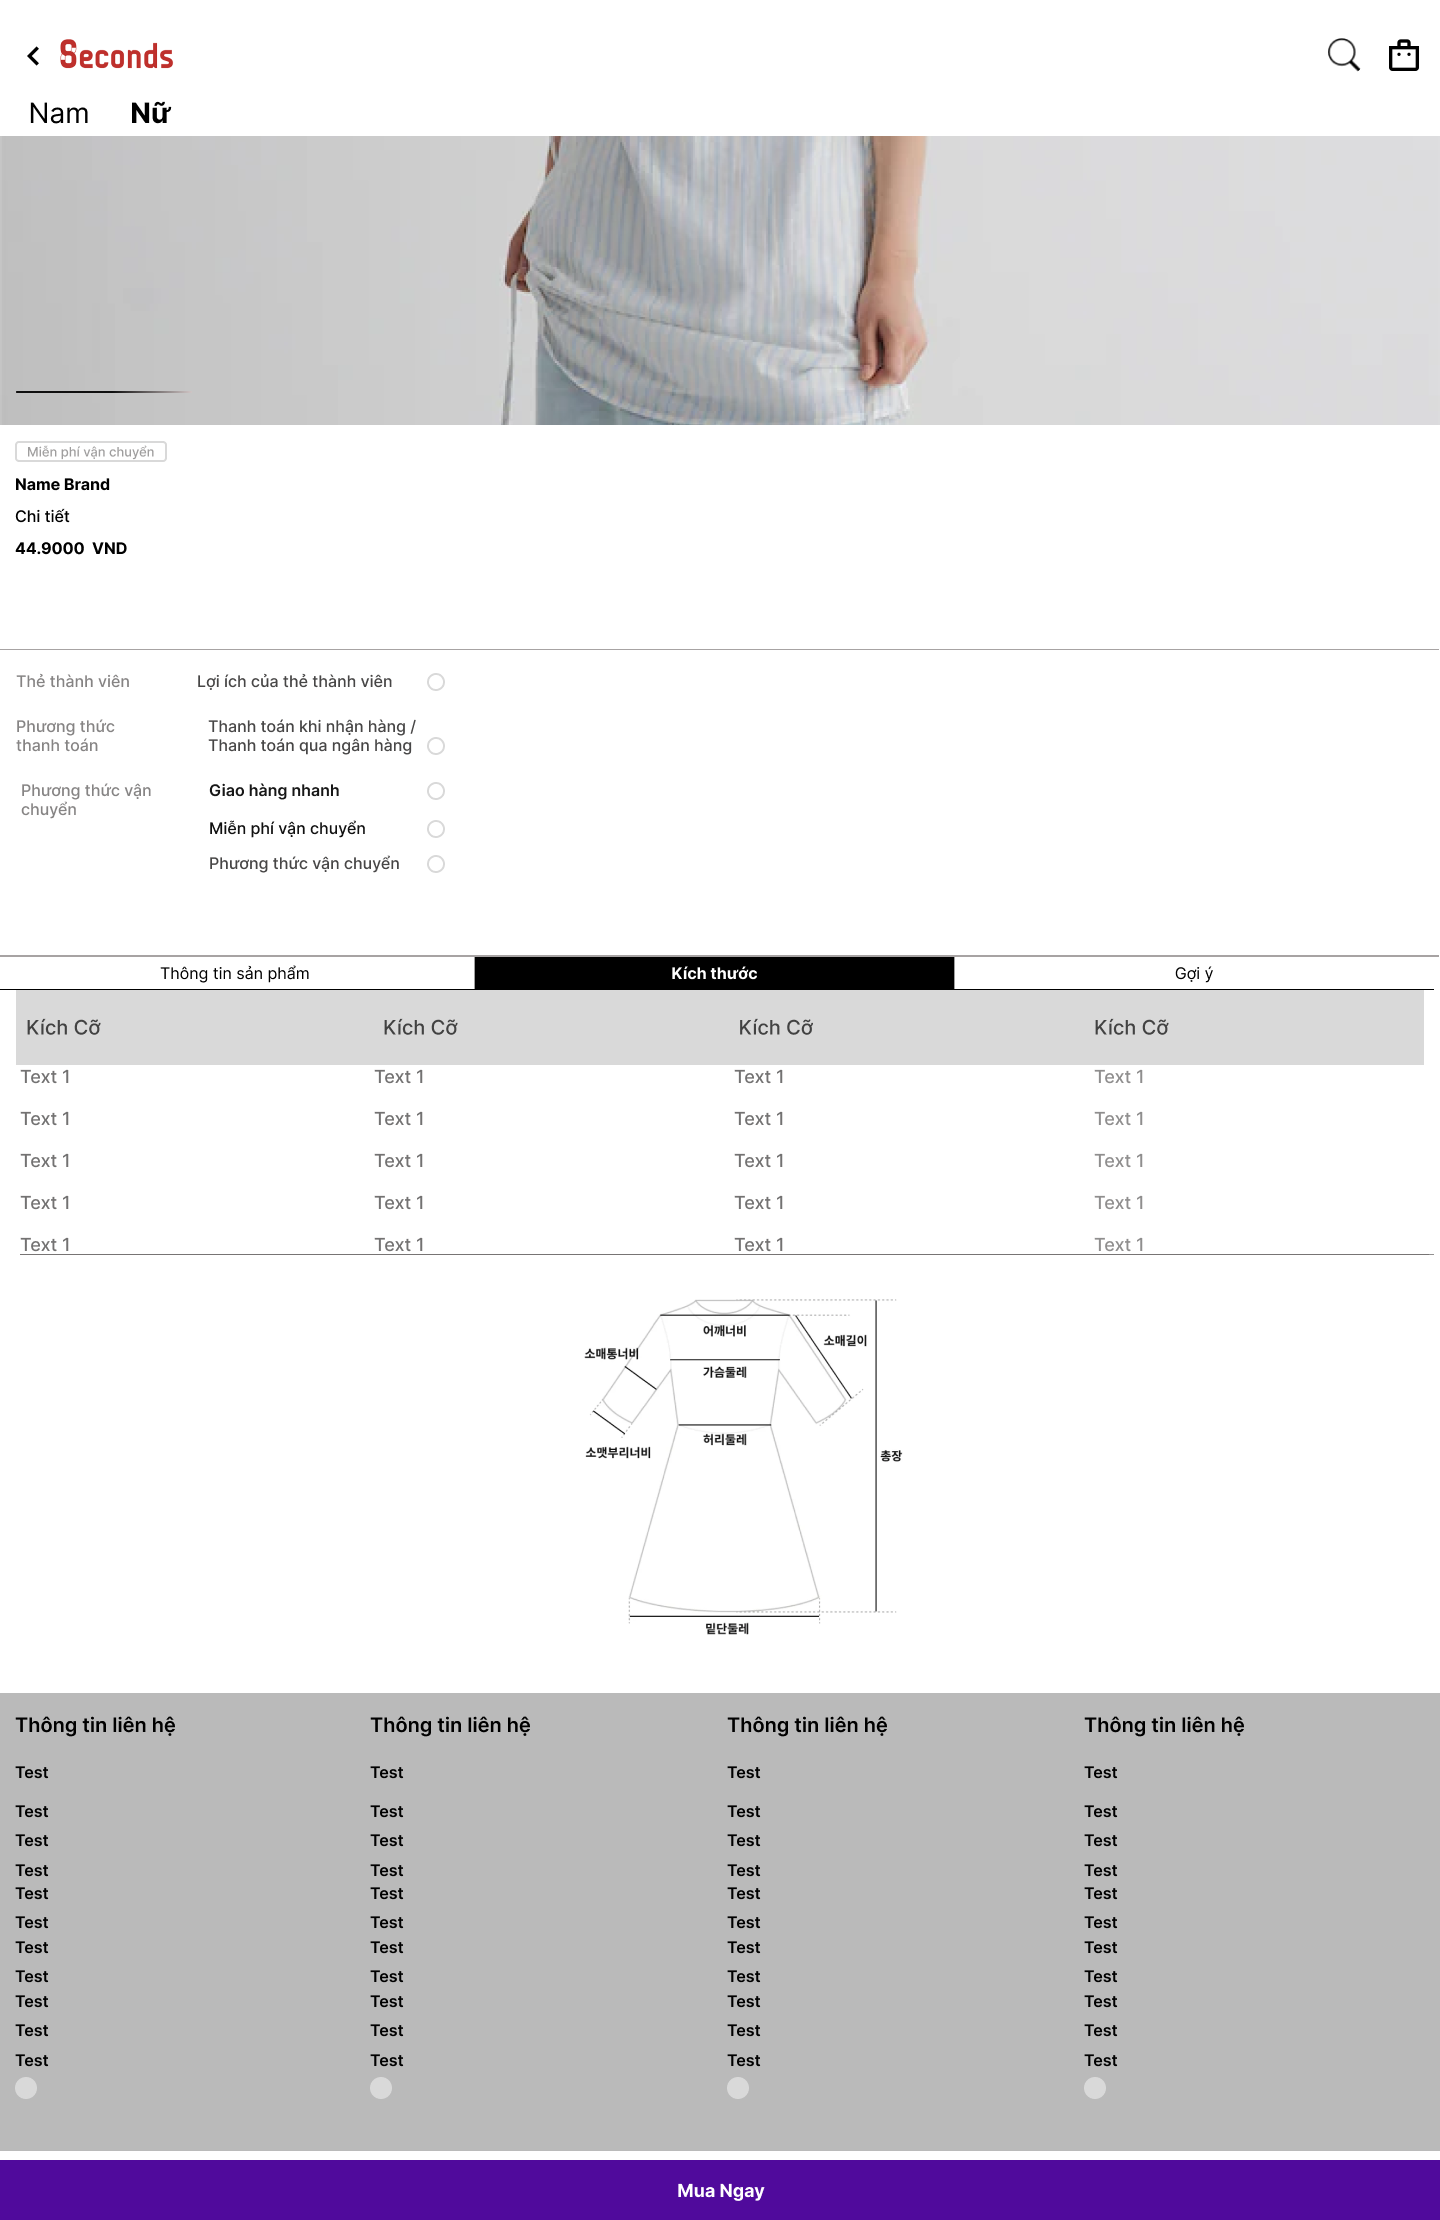 Seconds
Nam Nữ
Miễn phí vận chuyển
Name Brand
Chi tiết
44.9000 VND
Thẻ thành viên Lợi ích của thẻ thành viên
Phương thức Thanh toán khi nhận hàng /
thanh toán Thanh toán qua ngân hàng
Phương thức vận Giao hàng nhanh
chuyển
Miễn phí vận chuyển
Phương thức vận chuyển
Thông tin sản phẩm Kích thước Gợi ý
Kích Cỡ Kích Cỡ Kích Cỡ Kích Cỡ
Text 1 Text 1 Text 1 Text 1
Text 1 Text 1 Text 1 Text 1
Text 1 Text 1 Text 1 Text 1
Text 1 Text 1 Text 1 Text 1
Text 1 Text 1 Text 1 Text 1
어깨너비
소매길이
소매통너비
가슴둘레
허리둘레
소맷부리너비
총장
밑단둘레
Thông tin liên hệ Thông tin liên hệ Thông tin liên hệ Thông tin liên hệ
Test Test Test Test
Test Test Test Test
Test Test Test Test
Test Test Test Test
Test Test Test Test
Test Test Test Test
Test Test Test Test
Test Test Test Test
Test Test Test Test
Test Test Test Test
Test Test Test Test
Mua Ngay